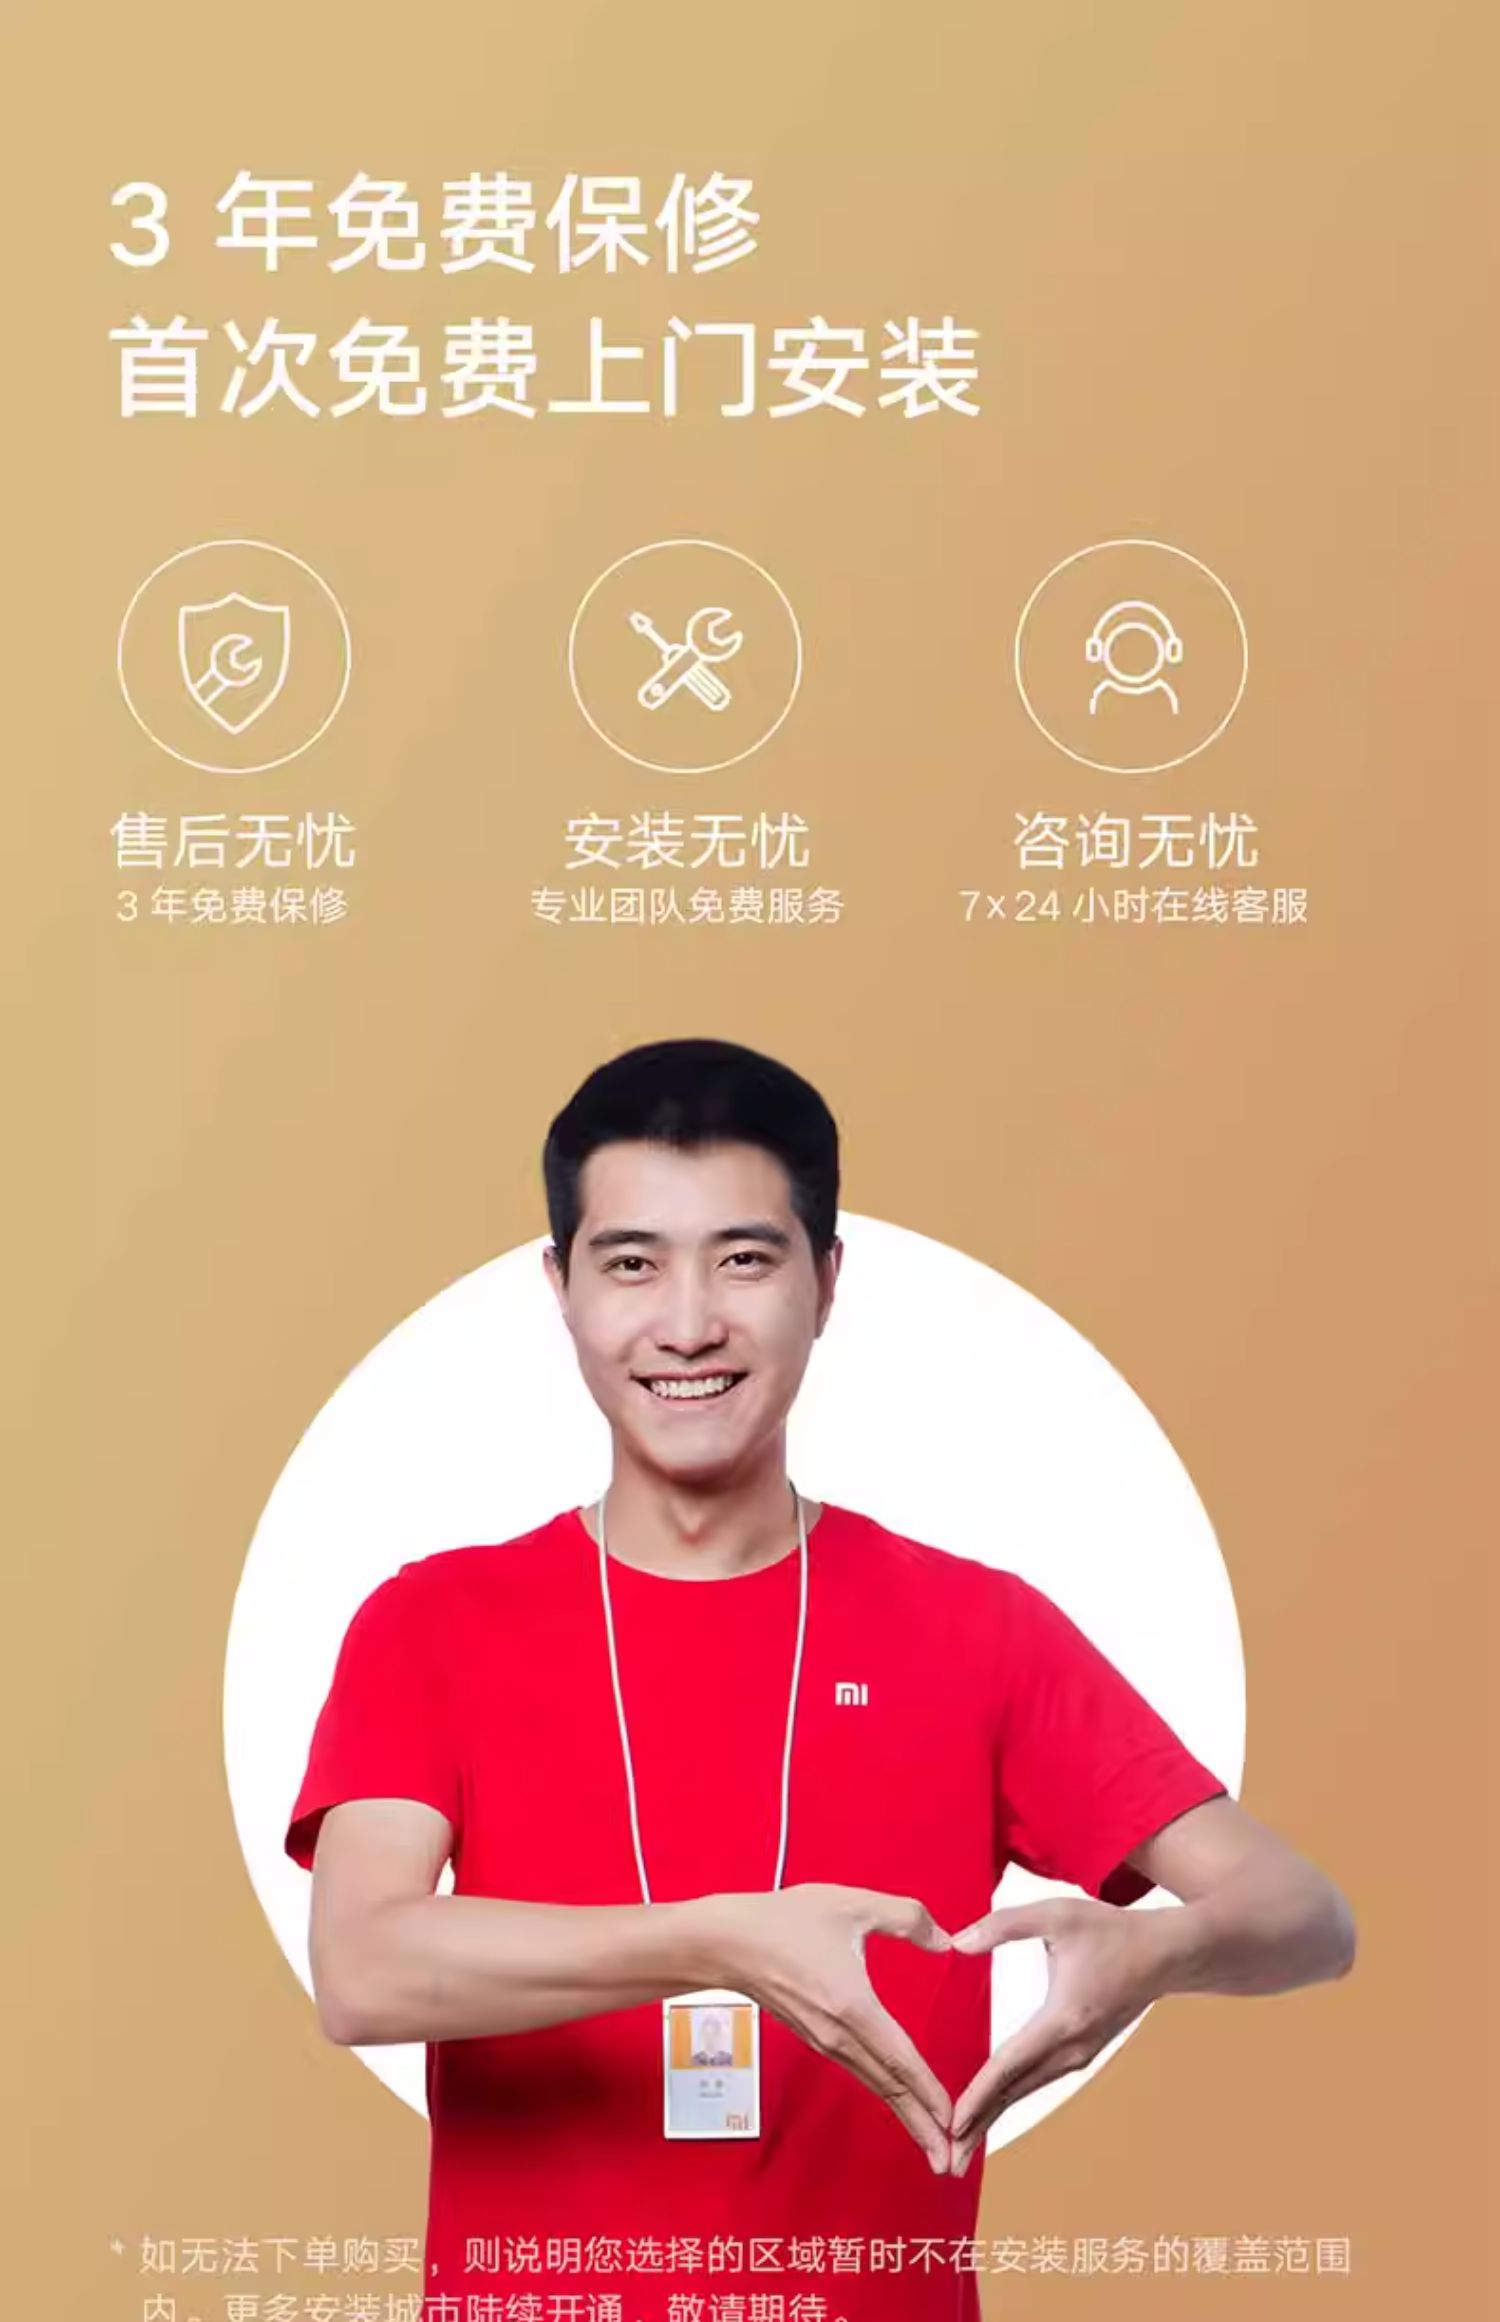 3 年免费保修
首次免费上门安装
售后无忧
安装无忧
咨询无忧
3 年免费保修
专业团队免费服务
7×24 小时在线客服
mi
mi
* 如无法下单购买，则说明您选择的区域暂时不在安装服务的覆盖范围
内。更多安装城市陆续开通，敬请期待。